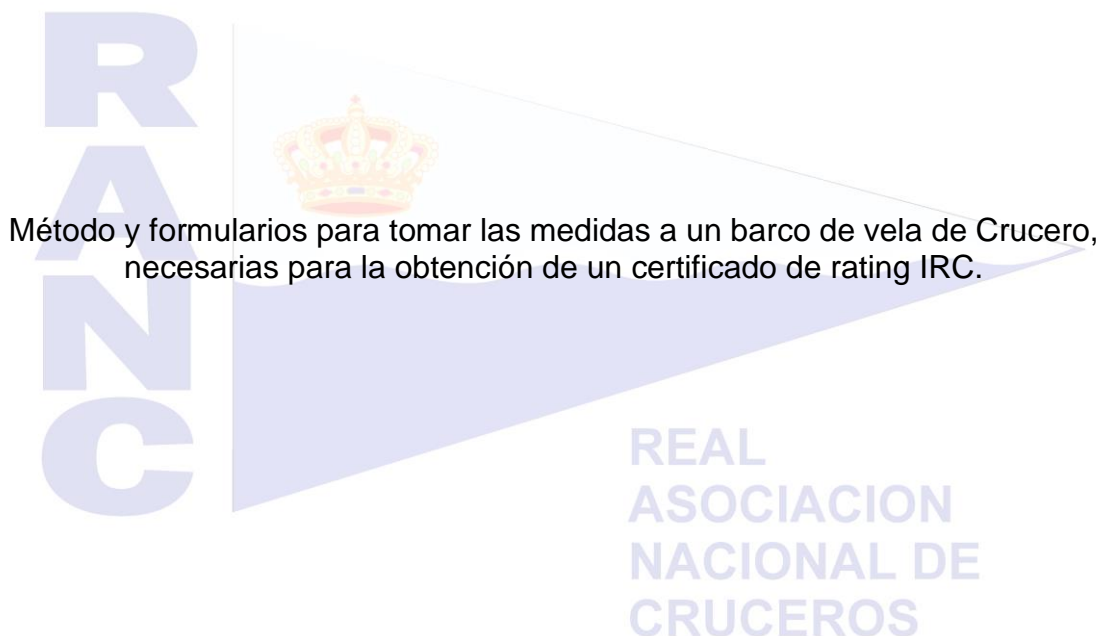 RANC
Método y formularios para tomar las medidas a un barco de vela de Crucero,
necesarias para la obtención de un certificado de rating IRC.
REAL
ASOCIACION
NACIONAL DE
CRUCEROS